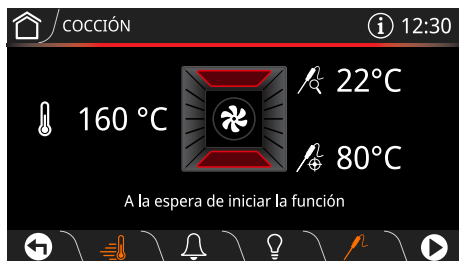 COCCIÓN
12:30
22°C
160 °C
80°C
A la espera de iniciar la función